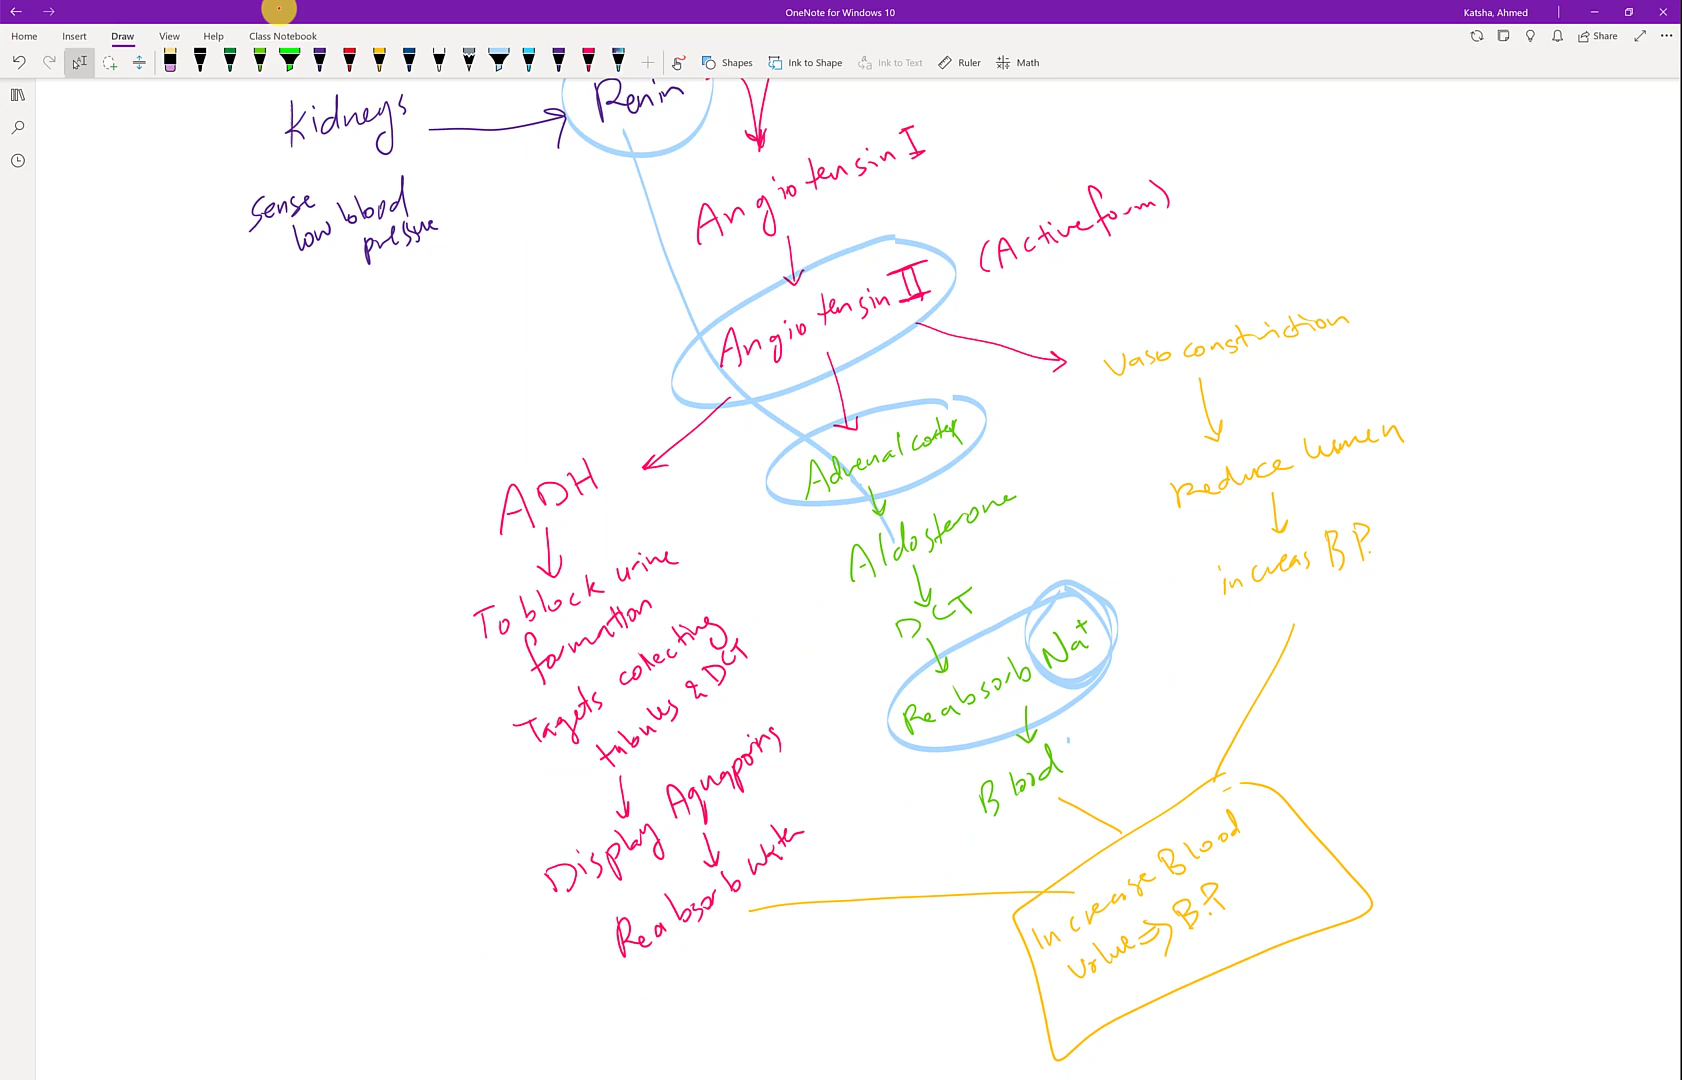 OneNote for Windows 10
Katsha, Ahmed
Home Insert Draw View Help Class Notebook
Share
Shapes Ink to Shape Ink to Text Ruler Math
Kidneys
Renin
sense
low blood
pressure
Angiotensin I
(Active form)
Angiotensin II
Vasoconstriction
Reduce lumen
increas B.P.
Adrenal cortex
Aldosterone
DCT
Reabsorb Na+
Blood
ADH
To block urine
formation
Targets collecting
tubules & DCT
Display Aquaporins
Reabsorb water
Increase Blood
volume => B.P